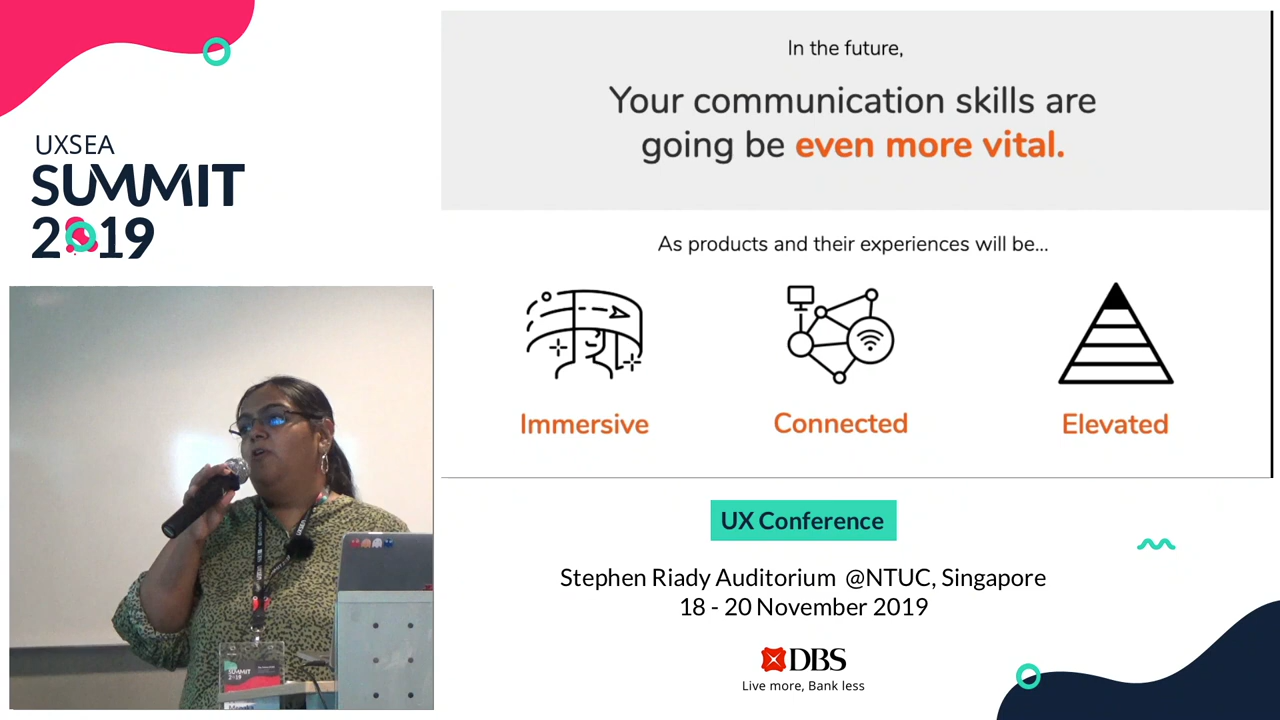 UXSEA
SUMMIT
2019
In the future,
Your communication skills are
going be even more vital.
As products and their experiences will be...
Immersive
Connected
Elevated
UX Conference
Stephen Riady Auditorium @NTUC, Singapore
18 - 20 November 2019
DBS
Live more, Bank less
SUMMIT
2019